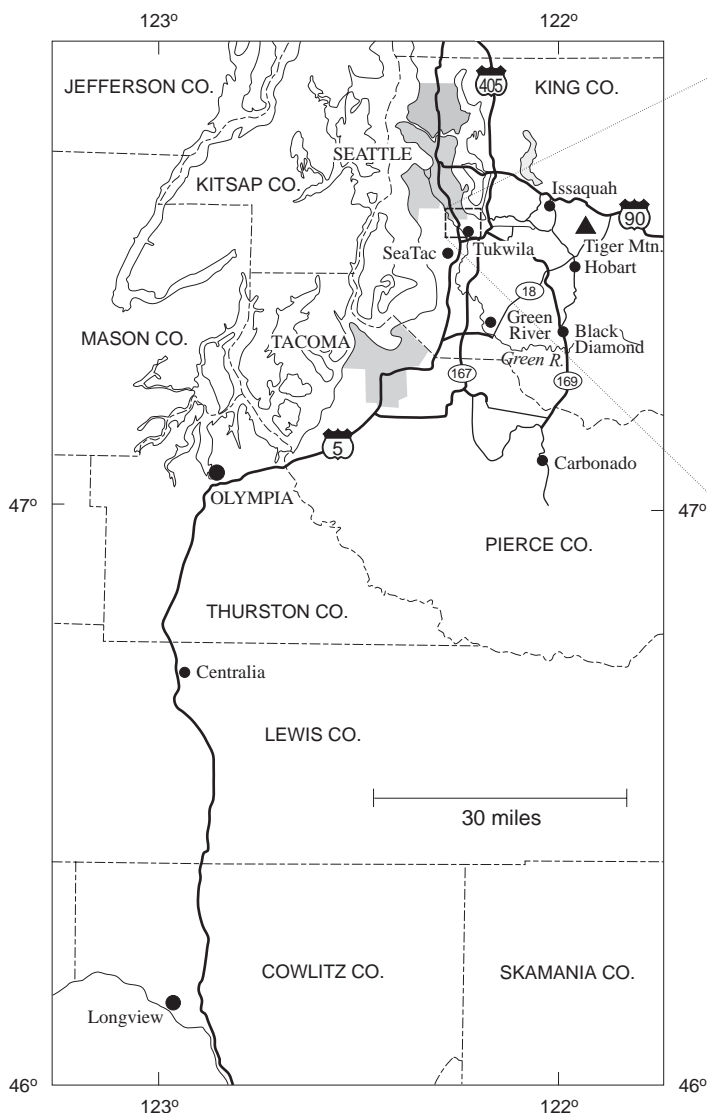 123º 122º
JEFFERSON CO.
405
KING CO.
SEATTLE
KITSAP CO.
Issaquah
90
Tiger Mtn.
SeaTac
Tukwila
Hobart
18
MASON CO.
TACOMA
Green
River
Black
Diamond
Green R.
167
169
5
Carbonado
OLYMPIA
47º 47º
PIERCE CO.
THURSTON CO.
Centralia
LEWIS CO.
30 miles
COWLITZ CO.
SKAMANIA CO.
Longview
46º 46º
123º 122º